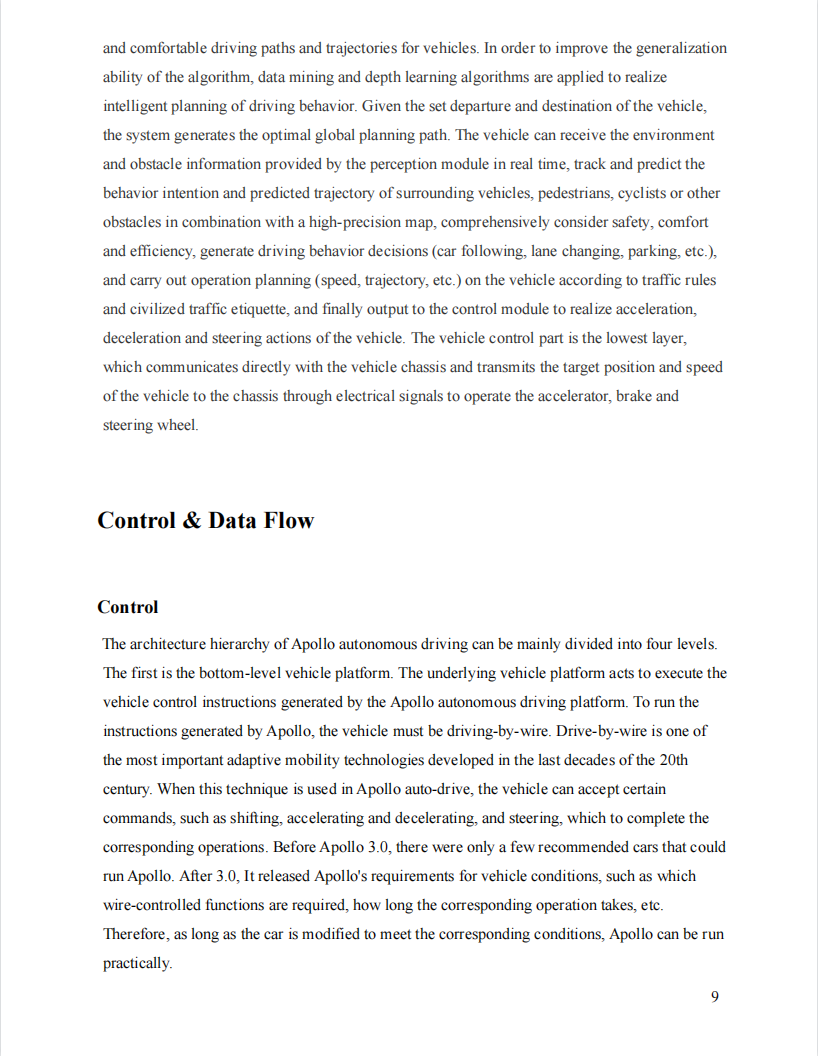 and comfortable driving paths and trajectories for vehicles. In order to improve the generalization
ability of the algorithm, data mining and depth learning algorithms are applied to realize
intelligent planning of driving behavior. Given the set departure and destination of the vehicle,
the system generates the optimal global planning path. The vehicle can receive the environment
and obstacle information provided by the perception module in real time, track and predict the
behavior intention and predicted trajectory of surrounding vehicles, pedestrians, cyclists or other
obstacles in combination with a high-precision map, comprehensively consider safety, comfort
and efficiency, generate driving behavior decisions (car following, lane changing, parking, etc.),
and carry out operation planning (speed, trajectory, etc.) on the vehicle according to traffic rules
and civilized traffic etiquette, and finally output to the control module to realize acceleration,
deceleration and steering actions of the vehicle. The vehicle control part is the lowest layer,
which communicates directly with the vehicle chassis and transmits the target position and speed
of the vehicle to the chassis through electrical signals to operate the accelerator, brake and
steering wheel.
Control & Data Flow
Control
The architecture hierarchy of Apollo autonomous driving can be mainly divided into four levels.
The first is the bottom-level vehicle platform. The underlying vehicle platform acts to execute the
vehicle control instructions generated by the Apollo autonomous driving platform. To run the
instructions generated by Apollo, the vehicle must be driving-by-wire. Drive-by-wire is one of
the most important adaptive mobility technologies developed in the last decades of the 20th
century. When this technique is used in Apollo auto-drive, the vehicle can accept certain
commands, such as shifting, accelerating and decelerating, and steering, which to complete the
corresponding operations. Before Apollo 3.0, there were only a few recommended cars that could
run Apollo. After 3.0, It released Apollo's requirements for vehicle conditions, such as which
wire-controlled functions are required, how long the corresponding operation takes, etc.
Therefore, as long as the car is modified to meet the corresponding conditions, Apollo can be run
practically.
9